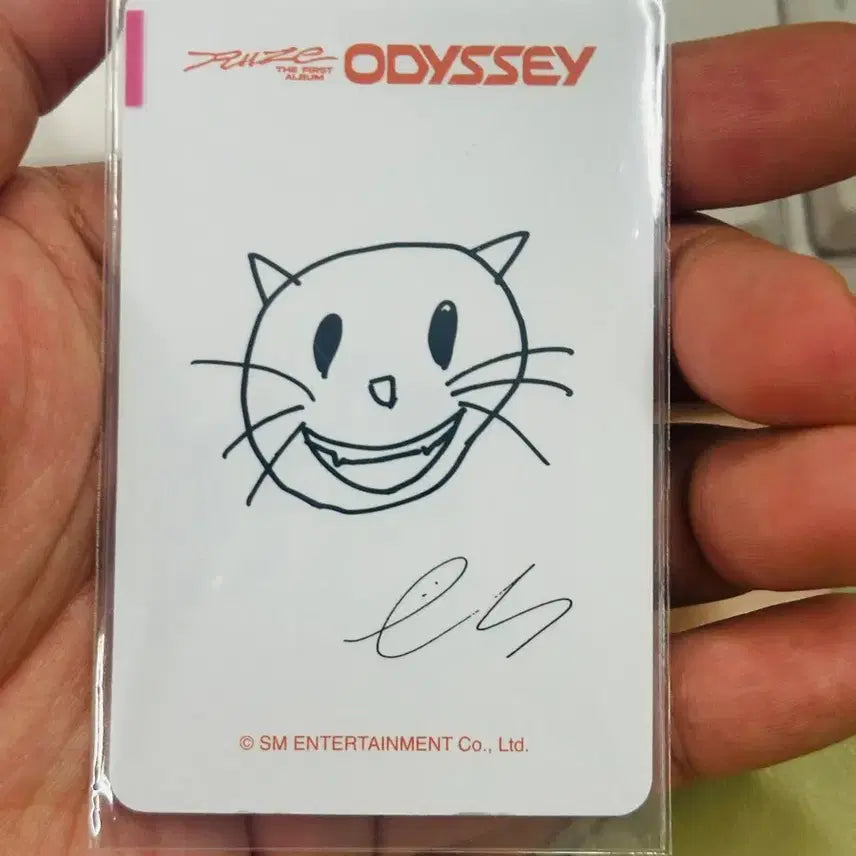 RIIZE
THE FIRST
ALBUM
ODYSSEY
© SM ENTERTAINMENT Co., Ltd.